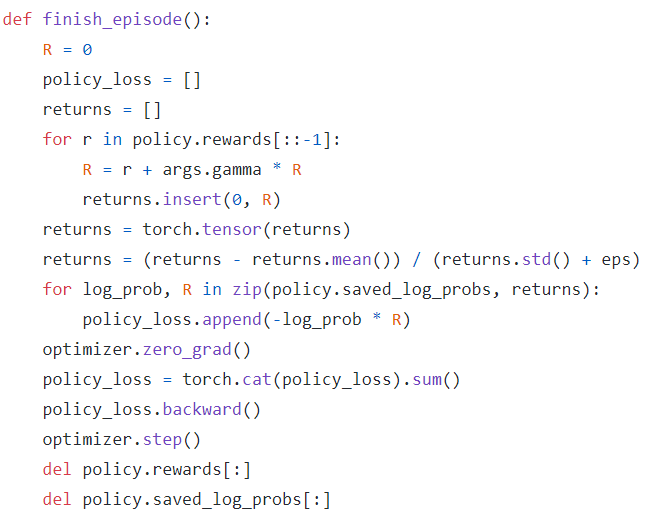 def finish_episode():
    R = 0
    policy_loss = []
    returns = []
    for r in policy.rewards[::-1]:
        R = r + args.gamma * R
        returns.insert(0, R)
    returns = torch.tensor(returns)
    returns = (returns - returns.mean()) / (returns.std() + eps)
    for log_prob, R in zip(policy.saved_log_probs, returns):
        policy_loss.append(-log_prob * R)
    optimizer.zero_grad()
    policy_loss = torch.cat(policy_loss).sum()
    policy_loss.backward()
    optimizer.step()
    del policy.rewards[:]
    del policy.saved_log_probs[:]